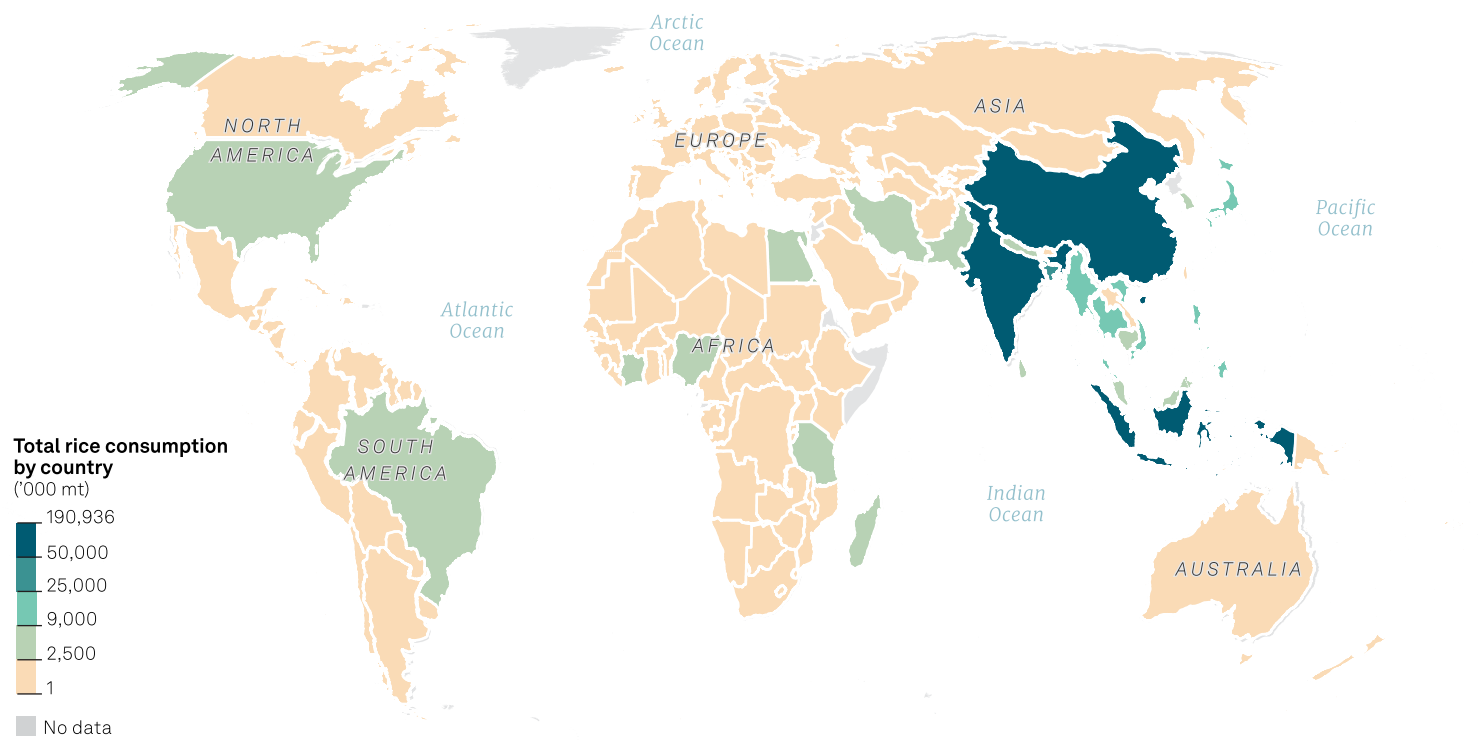 Arctic
Ocean
ASIA
NORTH
AMERICA
EUROPE
Pacific
Ocean
Atlantic
Ocean
AFRICA
SOUTH
AMERICA
Indian
Ocean
AUSTRALIA
Total rice consumption
by country
('000 mt)
190,936
50,000
25,000
9,000
2,500
1
No data